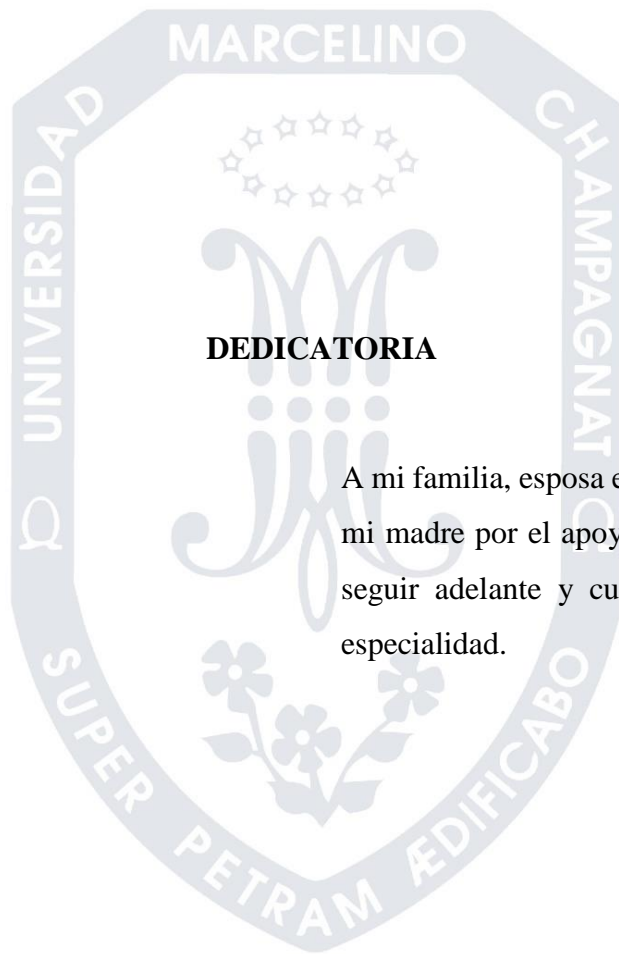 MARCELINO
UNIVERSIDAD
CHAMPAGNAT
DEDICATORIA
A mi familia, esposa e
mi madre por el apoy
seguir adelante y cu
especialidad.
SUPER PETRAM ÆDIFICABO